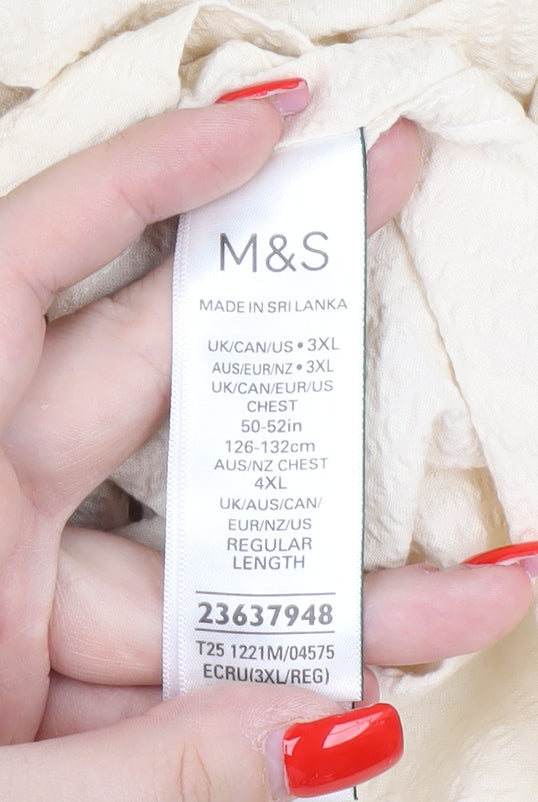 M&S
MADE IN SRI LANKA
UK/CAN/US • 3XL
AUS/EUR/NZ • 3XL
UK/CAN/EUR/US
CHEST
50-52in
126-132cm
AUS/NZ CHEST
4XL
UK/AUS/CAN/
EUR/NZ/US
REGULAR
LENGTH
23637948
T25 1221M/04575
ECRU(3XL/REG)